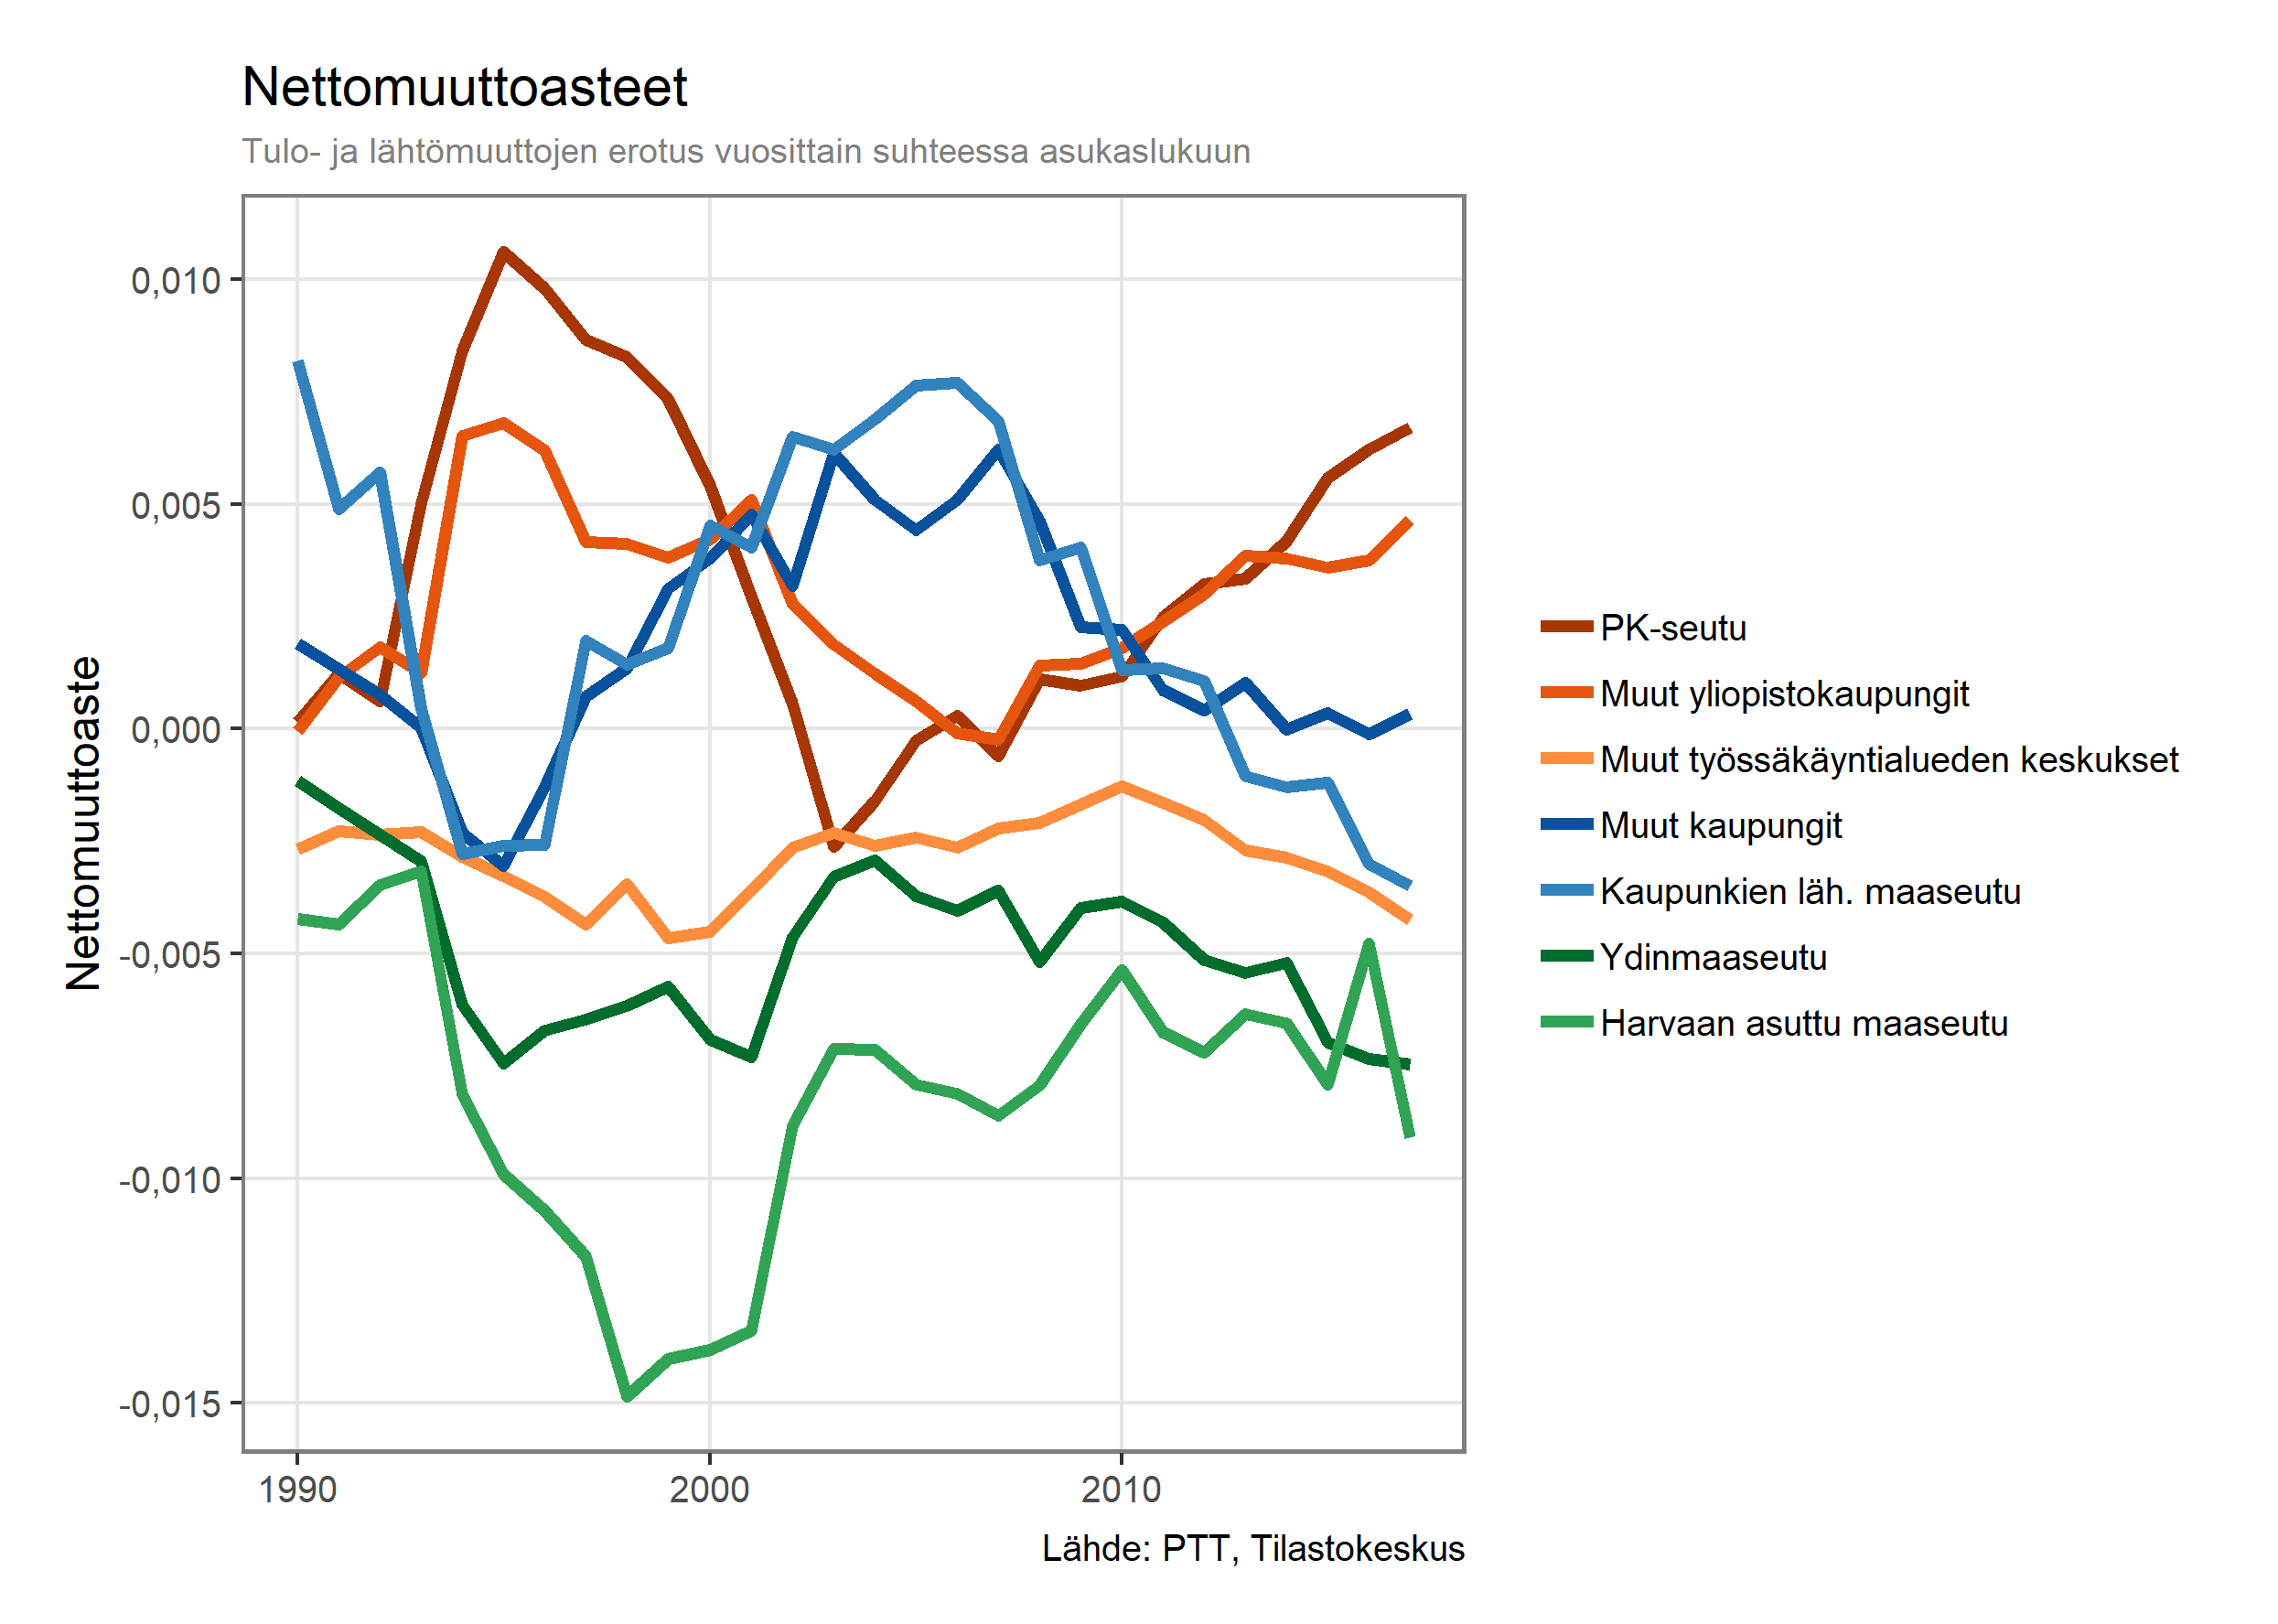 Nettomuuttoasteet
Tulo- ja lähtömuuttojen erotus vuosittain suhteessa asukaslukuun
Nettomuuttoaste
0,010
0,005
0,000
-0,005
-0,010
-0,015
1990
2000
2010
PK-seutu
Muut yliopistokaupungit
Muut työssäkäyntialueden keskukset
Muut kaupungit
Kaupunkien läh. maaseutu
Ydinmaaseutu
Harvaan asuttu maaseutu
Lähde: PTT, Tilastokeskus